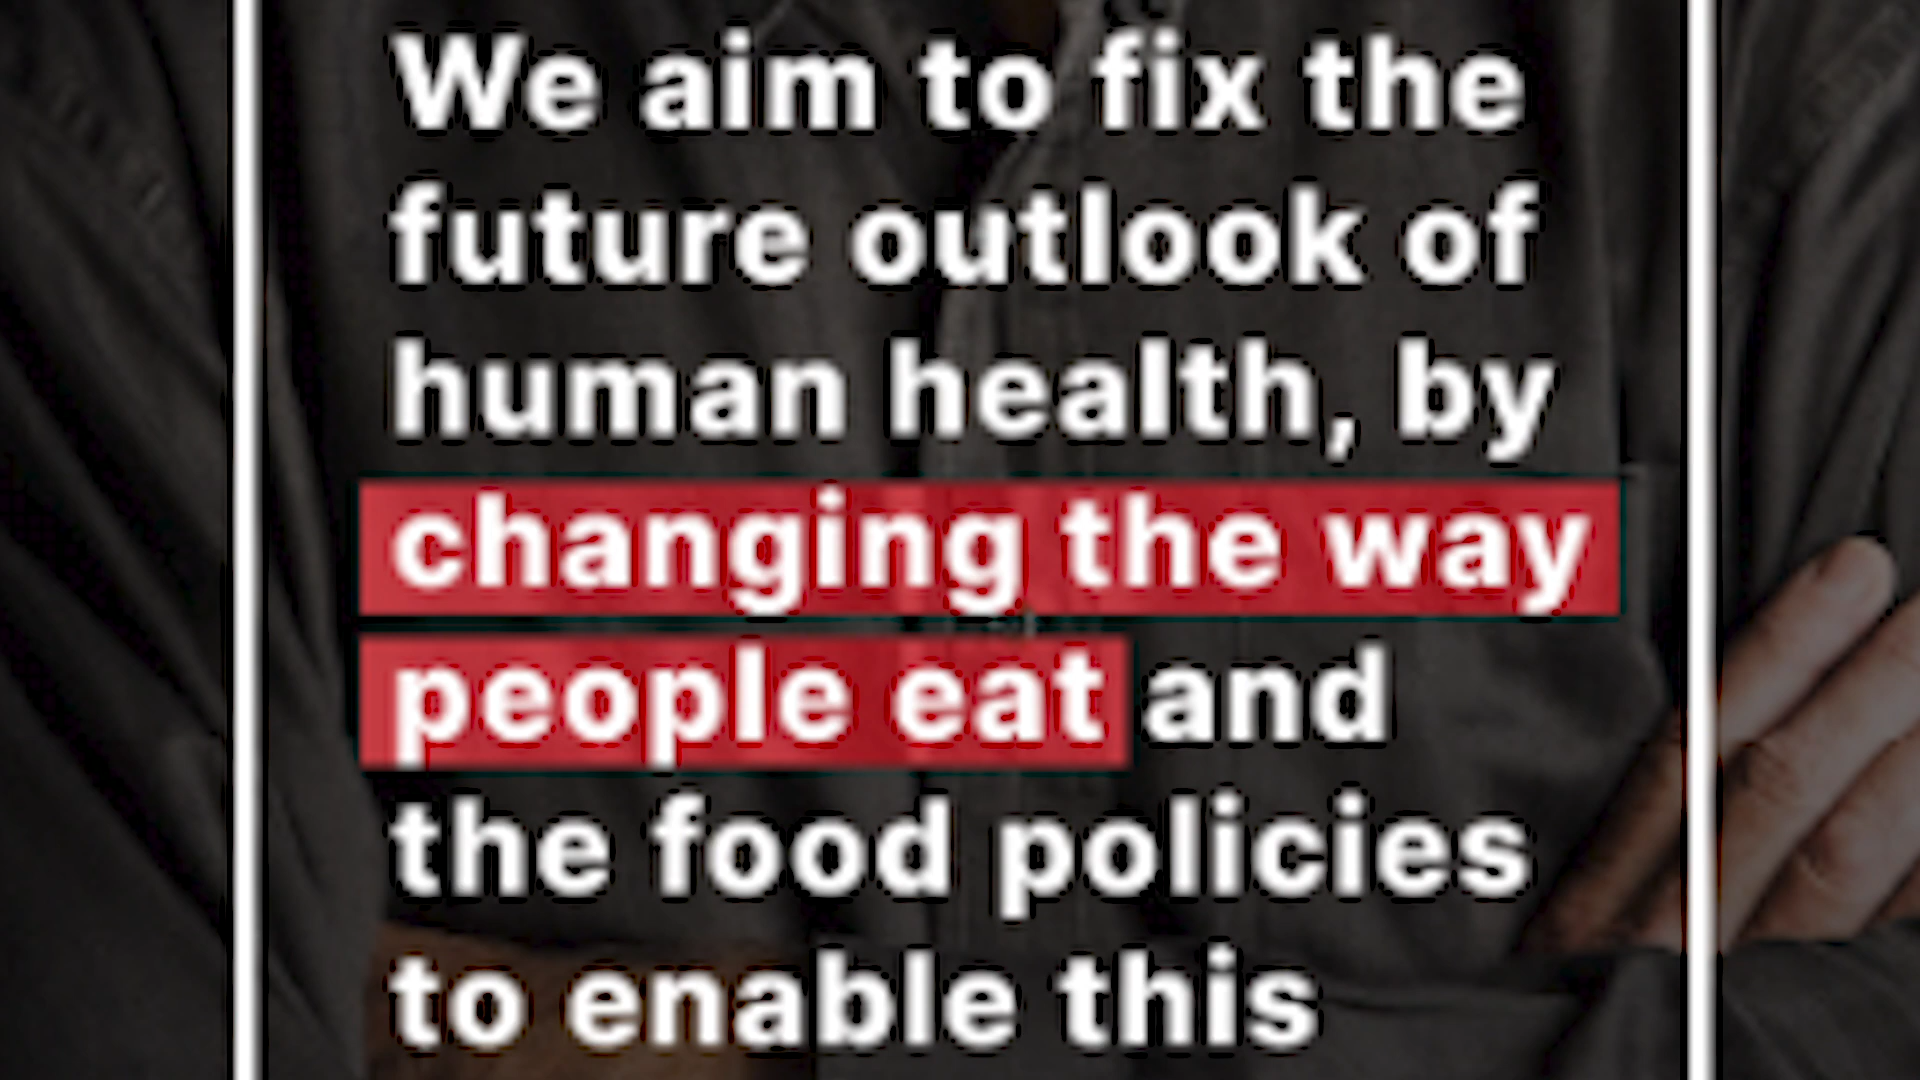 We aim to fix the
future outlook of
human health, by
changing the way
people eat and
the food policies
to enable this